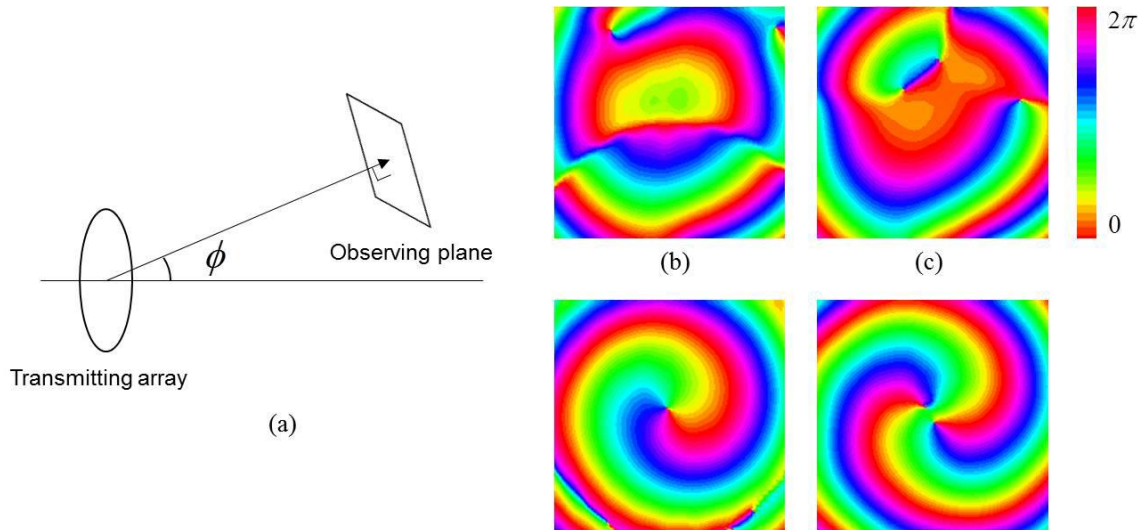 ϕ
Observing plane
Transmitting array
(a)
(b)
(c)
2π
0